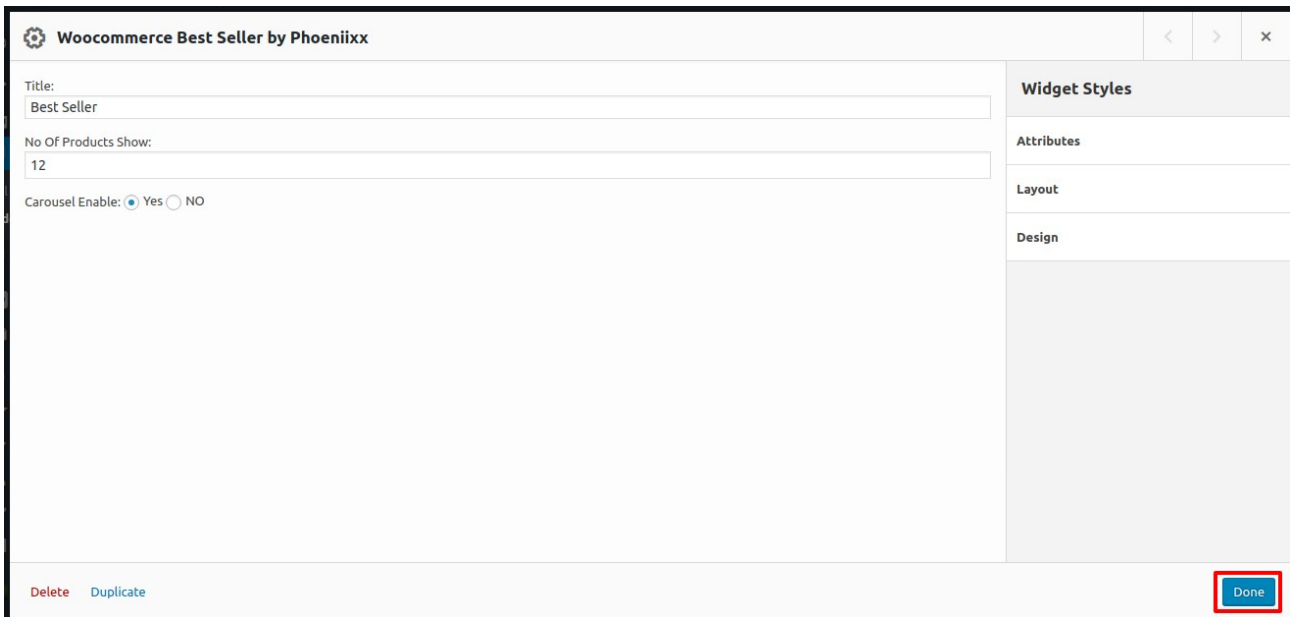 Woocommerce Best Seller by Phoeniixx
Title:
Best Seller
No Of Products Show:
12
Carousel Enable: Yes NO
Widget Styles
Attributes
Layout
Design
Delete Duplicate
Done